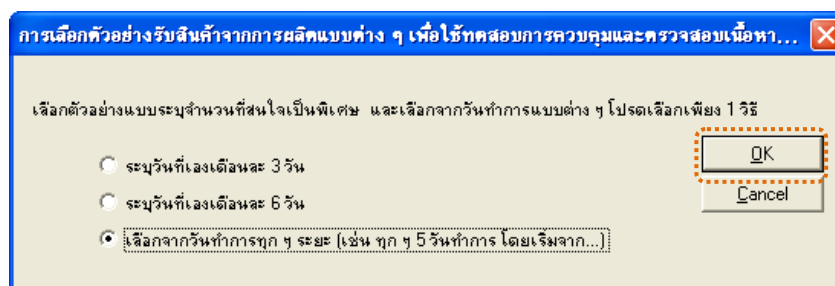 การเลือกตัวอย่างรับสินค้าจากการผลิตแบบต่าง ๆ เพื่อใช้ทดสอบการควบคุมและตรวจสอบเนื้อหา...
เลือกตัวอย่างแบบระบุจำนวนที่สนใจเป็นพิเศษ และเลือกจากวันทำการแบบต่าง ๆ โปรดเลือกเพียง 1 วิธี
OK
ระบุวันที่เองเดือนละ 3 วัน
Cancel
ระบุวันที่เองเดือนละ 6 วัน
เลือกจากวันทำการทุก ๆ ระยะ (เช่น ทุก ๆ 5 วันทำการ โดยเริ่มจาก...)